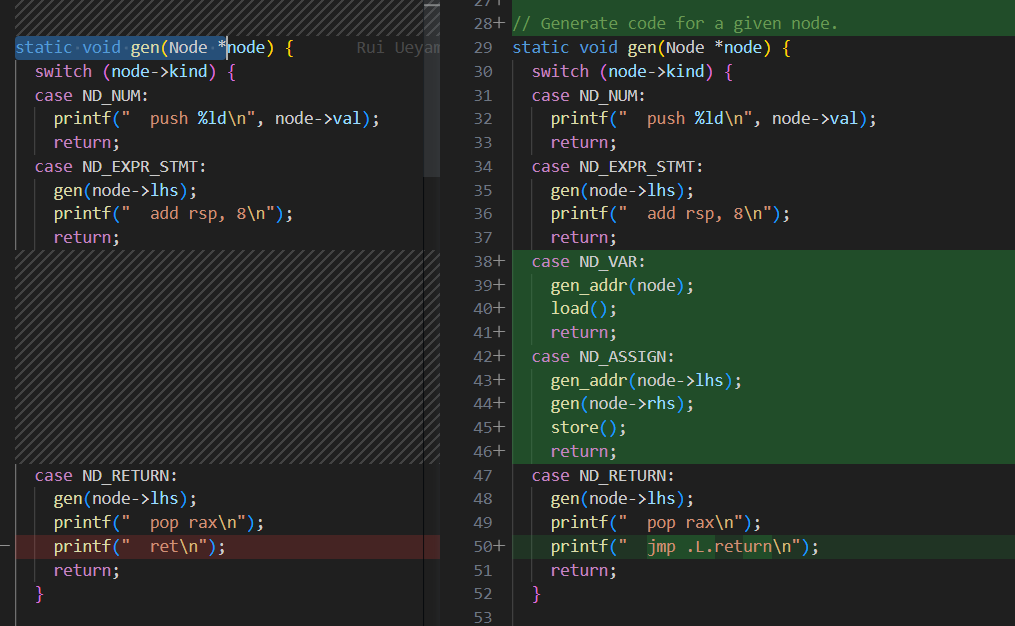 static void gen(Node *node) {
Rui Ueyam
switch (node->kind) {
case ND_NUM:
printf("  push %ld\n", node->val);
return;
case ND_EXPR_STMT:
gen(node->lhs);
printf("  add rsp, 8\n");
return;
case ND_RETURN:
gen(node->lhs);
printf("  pop rax\n");
printf("  ret\n");
return;
}
27+
28+ // Generate code for a given node.
29 static void gen(Node *node) {
30 switch (node->kind) {
31 case ND_NUM:
32 printf("  push %ld\n", node->val);
33 return;
34 case ND_EXPR_STMT:
35 gen(node->lhs);
36 printf("  add rsp, 8\n");
37 return;
38+ case ND_VAR:
39+ gen_addr(node);
40+ load();
41+ return;
42+ case ND_ASSIGN:
43+ gen_addr(node->lhs);
44+ gen(node->rhs);
45+ store();
46+ return;
47 case ND_RETURN:
48 gen(node->lhs);
49 printf("  pop rax\n");
50+ printf("  jmp .L.return\n");
51 return;
52 }
53